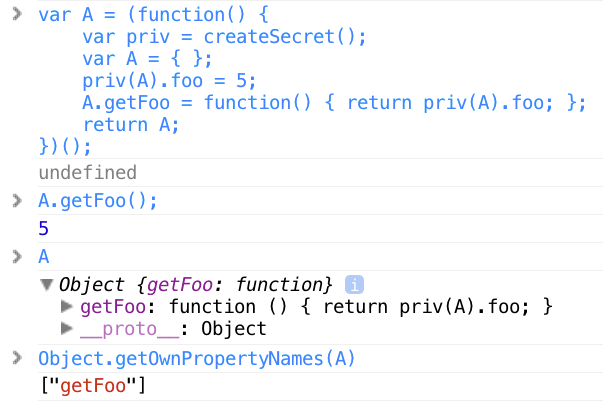 var A = (function() {
    var priv = createSecret();
    var A = { };
    priv(A).foo = 5;
    A.getFoo = function() { return priv(A).foo; };
    return A;
})();
undefined
A.getFoo();
5
A
Object {getFoo: function} i
getFoo: function () { return priv(A).foo; }
__proto__: Object
Object.getOwnPropertyNames(A)
["getFoo"]